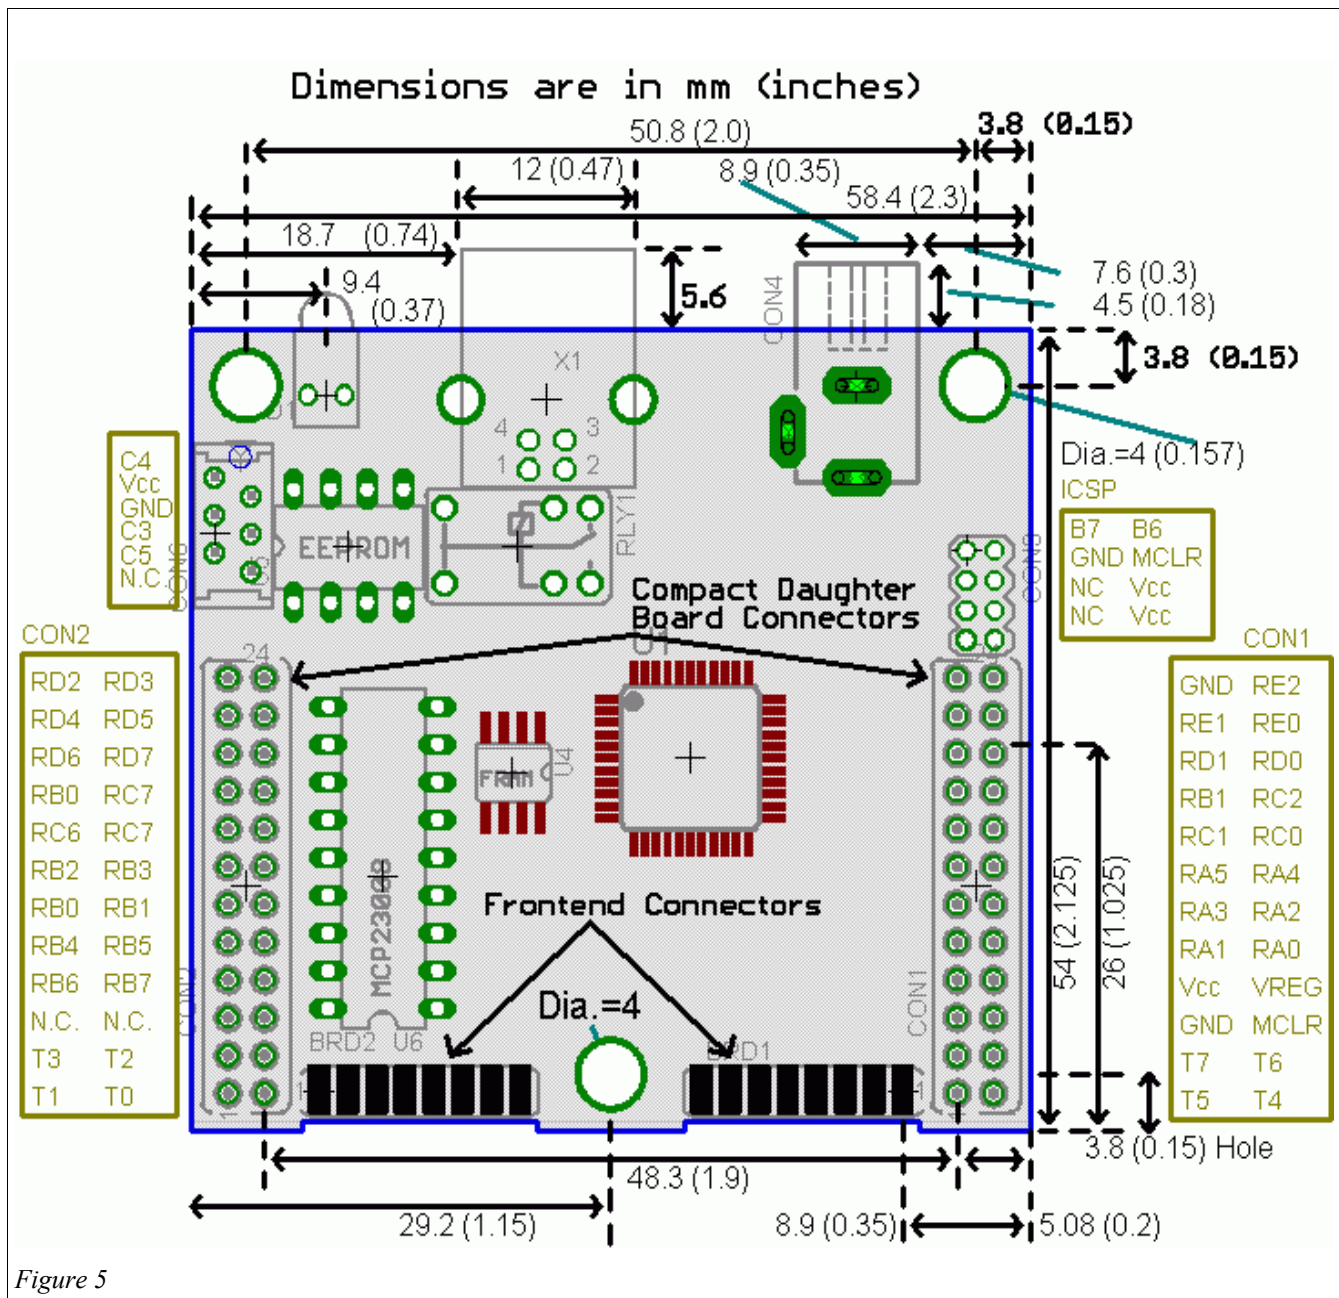 Dimensions are in mm (inches)
50.8 (2.0)
3.8 (0.15)
12 (0.47)
8.9 (0.35)
58.4 (2.3)
18.7 (0.74)
9.4
(0.37)
5.6
7.6 (0.3)
4.5 (0.18)
3.8 (0.15)
CON4
X1
4 3
1 2
Dia.=4 (0.157)
ICSP
B7 B6
GND MCLR
NC Vcc
NC Vcc
C4
Vcc
GND
C3
C5
N.C.
EEPROM
RLY1
Compact Daughter
Board Connectors
U1
CON2
RD2 RD3
RD4 RD5
RD6 RD7
RB0 RC7
RC6 RC7
RB2 RB3
RB0 RB1
RB4 RB5
RB6 RB7
N.C. N.C.
T3 T2
T1 T0
24
FRAM
U4
MCP23008
Frontend Connectors
CON1
GND RE2
RE1 RE0
RD1 RD0
RB1 RC2
RC1 RC0
RA5 RA4
RA3 RA2
RA1 RA0
Vcc VREG
GND MCLR
T7 T6
T5 T4
54 (2.125)
26 (1.025)
CON1
Dia.=4
BRD2 U6
BRD1
1
1
3.8 (0.15) Hole
48.3 (1.9)
29.2 (1.15)
8.9 (0.35)
5.08 (0.2)
Figure 5